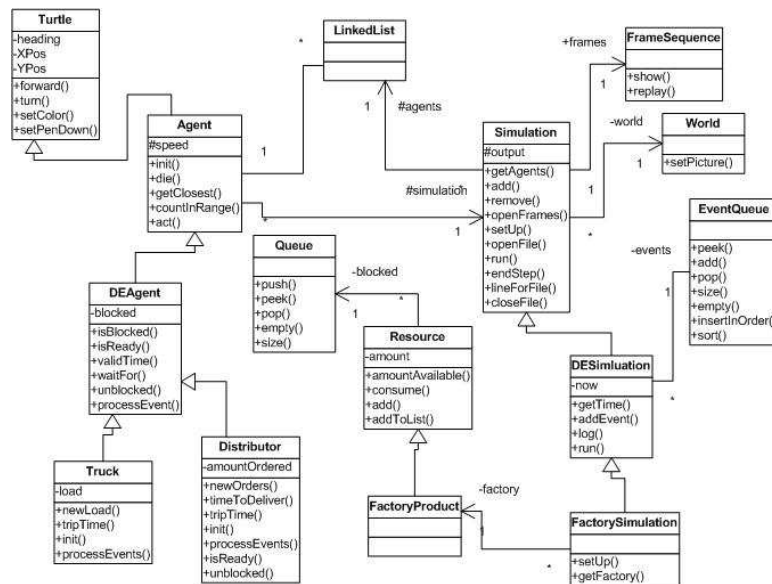 Turtle
-heading
-XPos
-YPos
+forward()
+turn()
+setColor()
+setPenDown()
Agent
#speed
+init()
+die()
+getClosest()
+countInRange()
+act()
LinkedList
*
1
1
#agents
#simulation
*
*
1
Simulation
#output
+getAgents()
+add()
+remove()
+openFrames()
+setUp()
+openFile()
+run()
+endStep()
+lineForFile()
+closeFile()
+frames
1
1
FrameSequence
+show()
+replay()
-world
1
*
World
+setPicture()
EventQueue
+peek()
+add()
+pop()
+size()
+empty()
+insertInOrder()
+sort()
-events
1
*
Queue
+push()
+peek()
+pop()
+empty()
+size()
-blocked
1
*
Resource
-amount
+amountAvailable()
+consume()
+add()
+addToList()
DEAgent
-blocked
+isBlocked()
+isReady()
+validTime()
+waitFor()
+unblocked()
+processEvent()
DESimluation
-now
+getTime()
+addEvent()
+log()
+run()
Truck
-load
+newLoad()
+tripTime()
+init()
+processEvents()
Distributor
-amountOrdered
+newOrders()
+timeToDeliver()
+tripTime()
+init()
+processEvents()
+isReady()
+unblocked()
FactoryProduct
-factory
1
*
FactorySimulation
+setUp()
+getFactory()